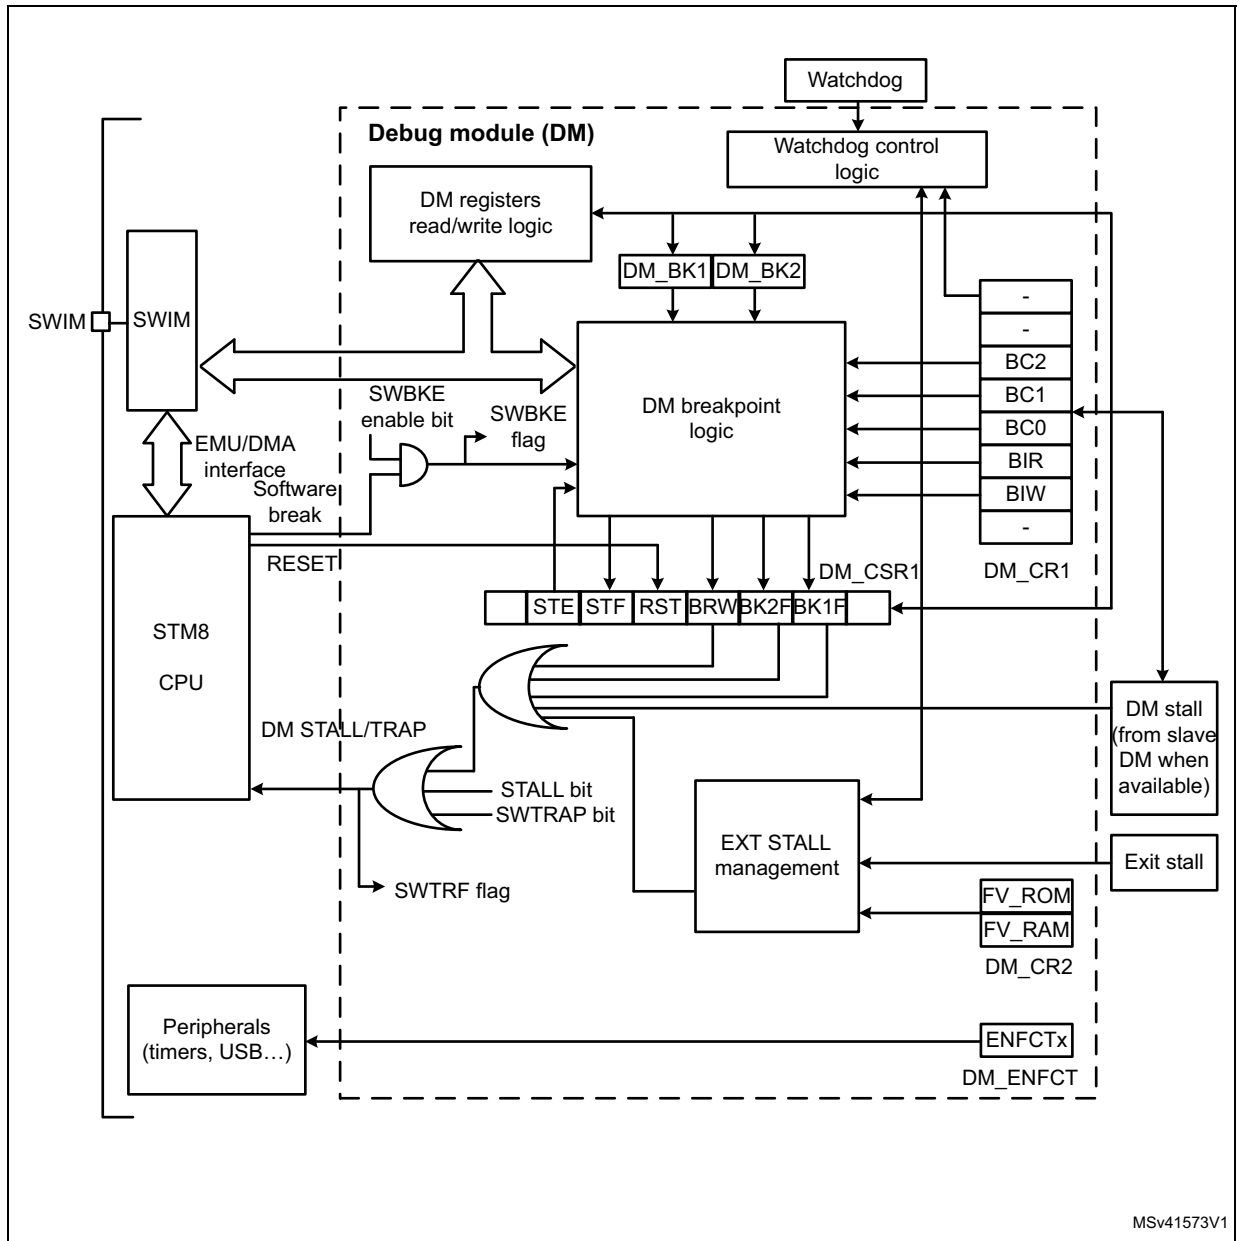 Watchdog
Debug module (DM)
Watchdog control
logic
DM registers
read/write logic
DM_BK1 DM_BK2
SWIM
SWIM
-
-
BC2
BC1
BC0
BIR
BIW
-
DM_CR1
DM breakpoint
logic
SWBKE
enable bit
SWBKE
flag
EMU/DMA
interface
Software
break
RESET
DM_CSR1
STE STF RST BRW BK2F BK1F
STM8
CPU
DM STALL/TRAP
STALL bit
SWTRAP bit
SWTRF flag
DM stall
(from slave
DM when
available)
EXT STALL
management
Exit stall
FV_ROM
FV_RAM
DM_CR2
Peripherals
(timers, USB…)
ENFCTx
DM_ENFCT
MSv41573V1